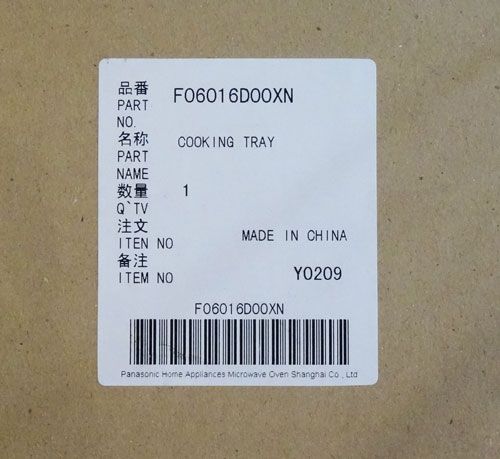 品番 F06016D00XN
PART
NO.
名称 COOKING TRAY
PART
NAME
数量 1
Q`TV
注文
ITEN NO MADE IN CHINA
备注
ITEM NO Y0209
F06016D00XN
Panasonic Home Appliances Microwave Oven Shanghai Co., Ltd